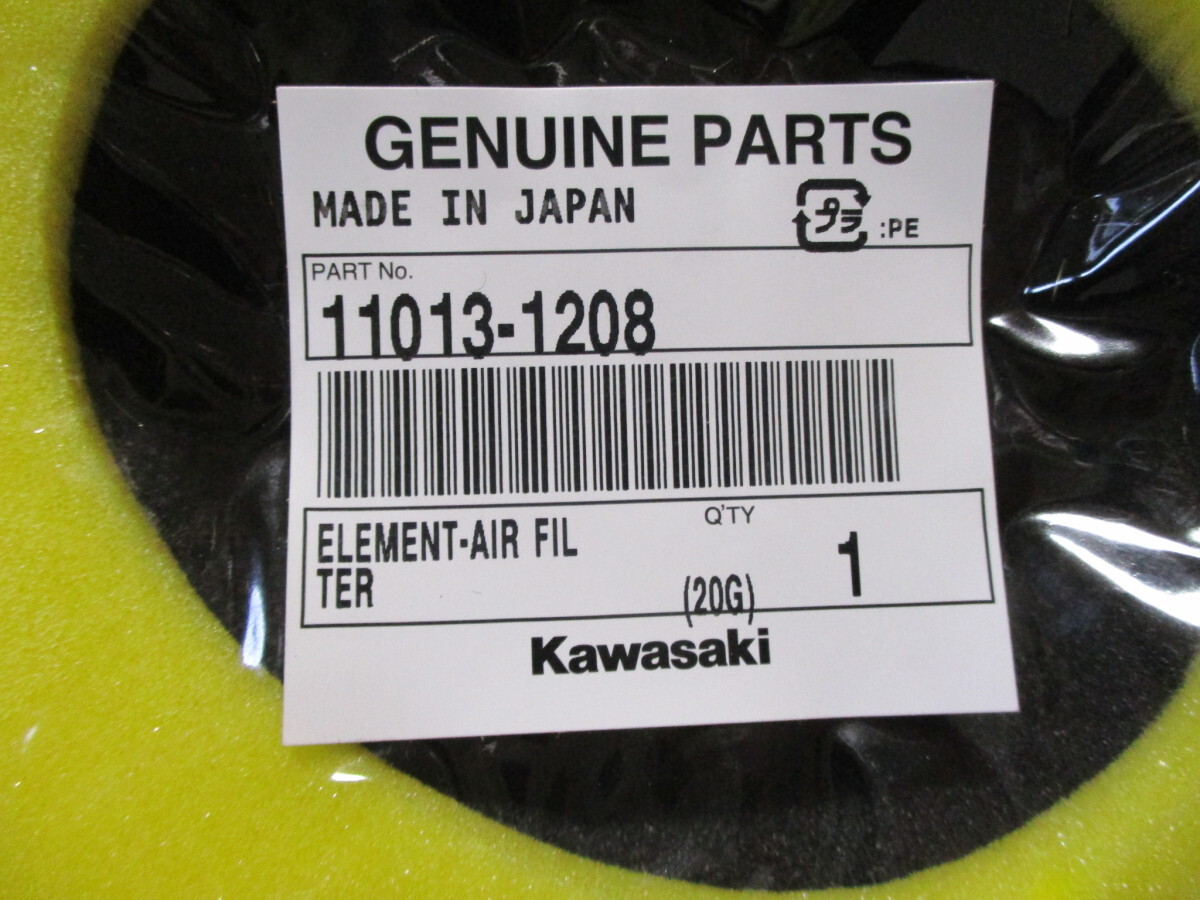 GENUINE PARTS
MADE IN JAPAN
プラ :PE
PART No.
11013-1208
Q'TY
ELEMENT-AIR FIL
TER (20G) 1
Kawasaki